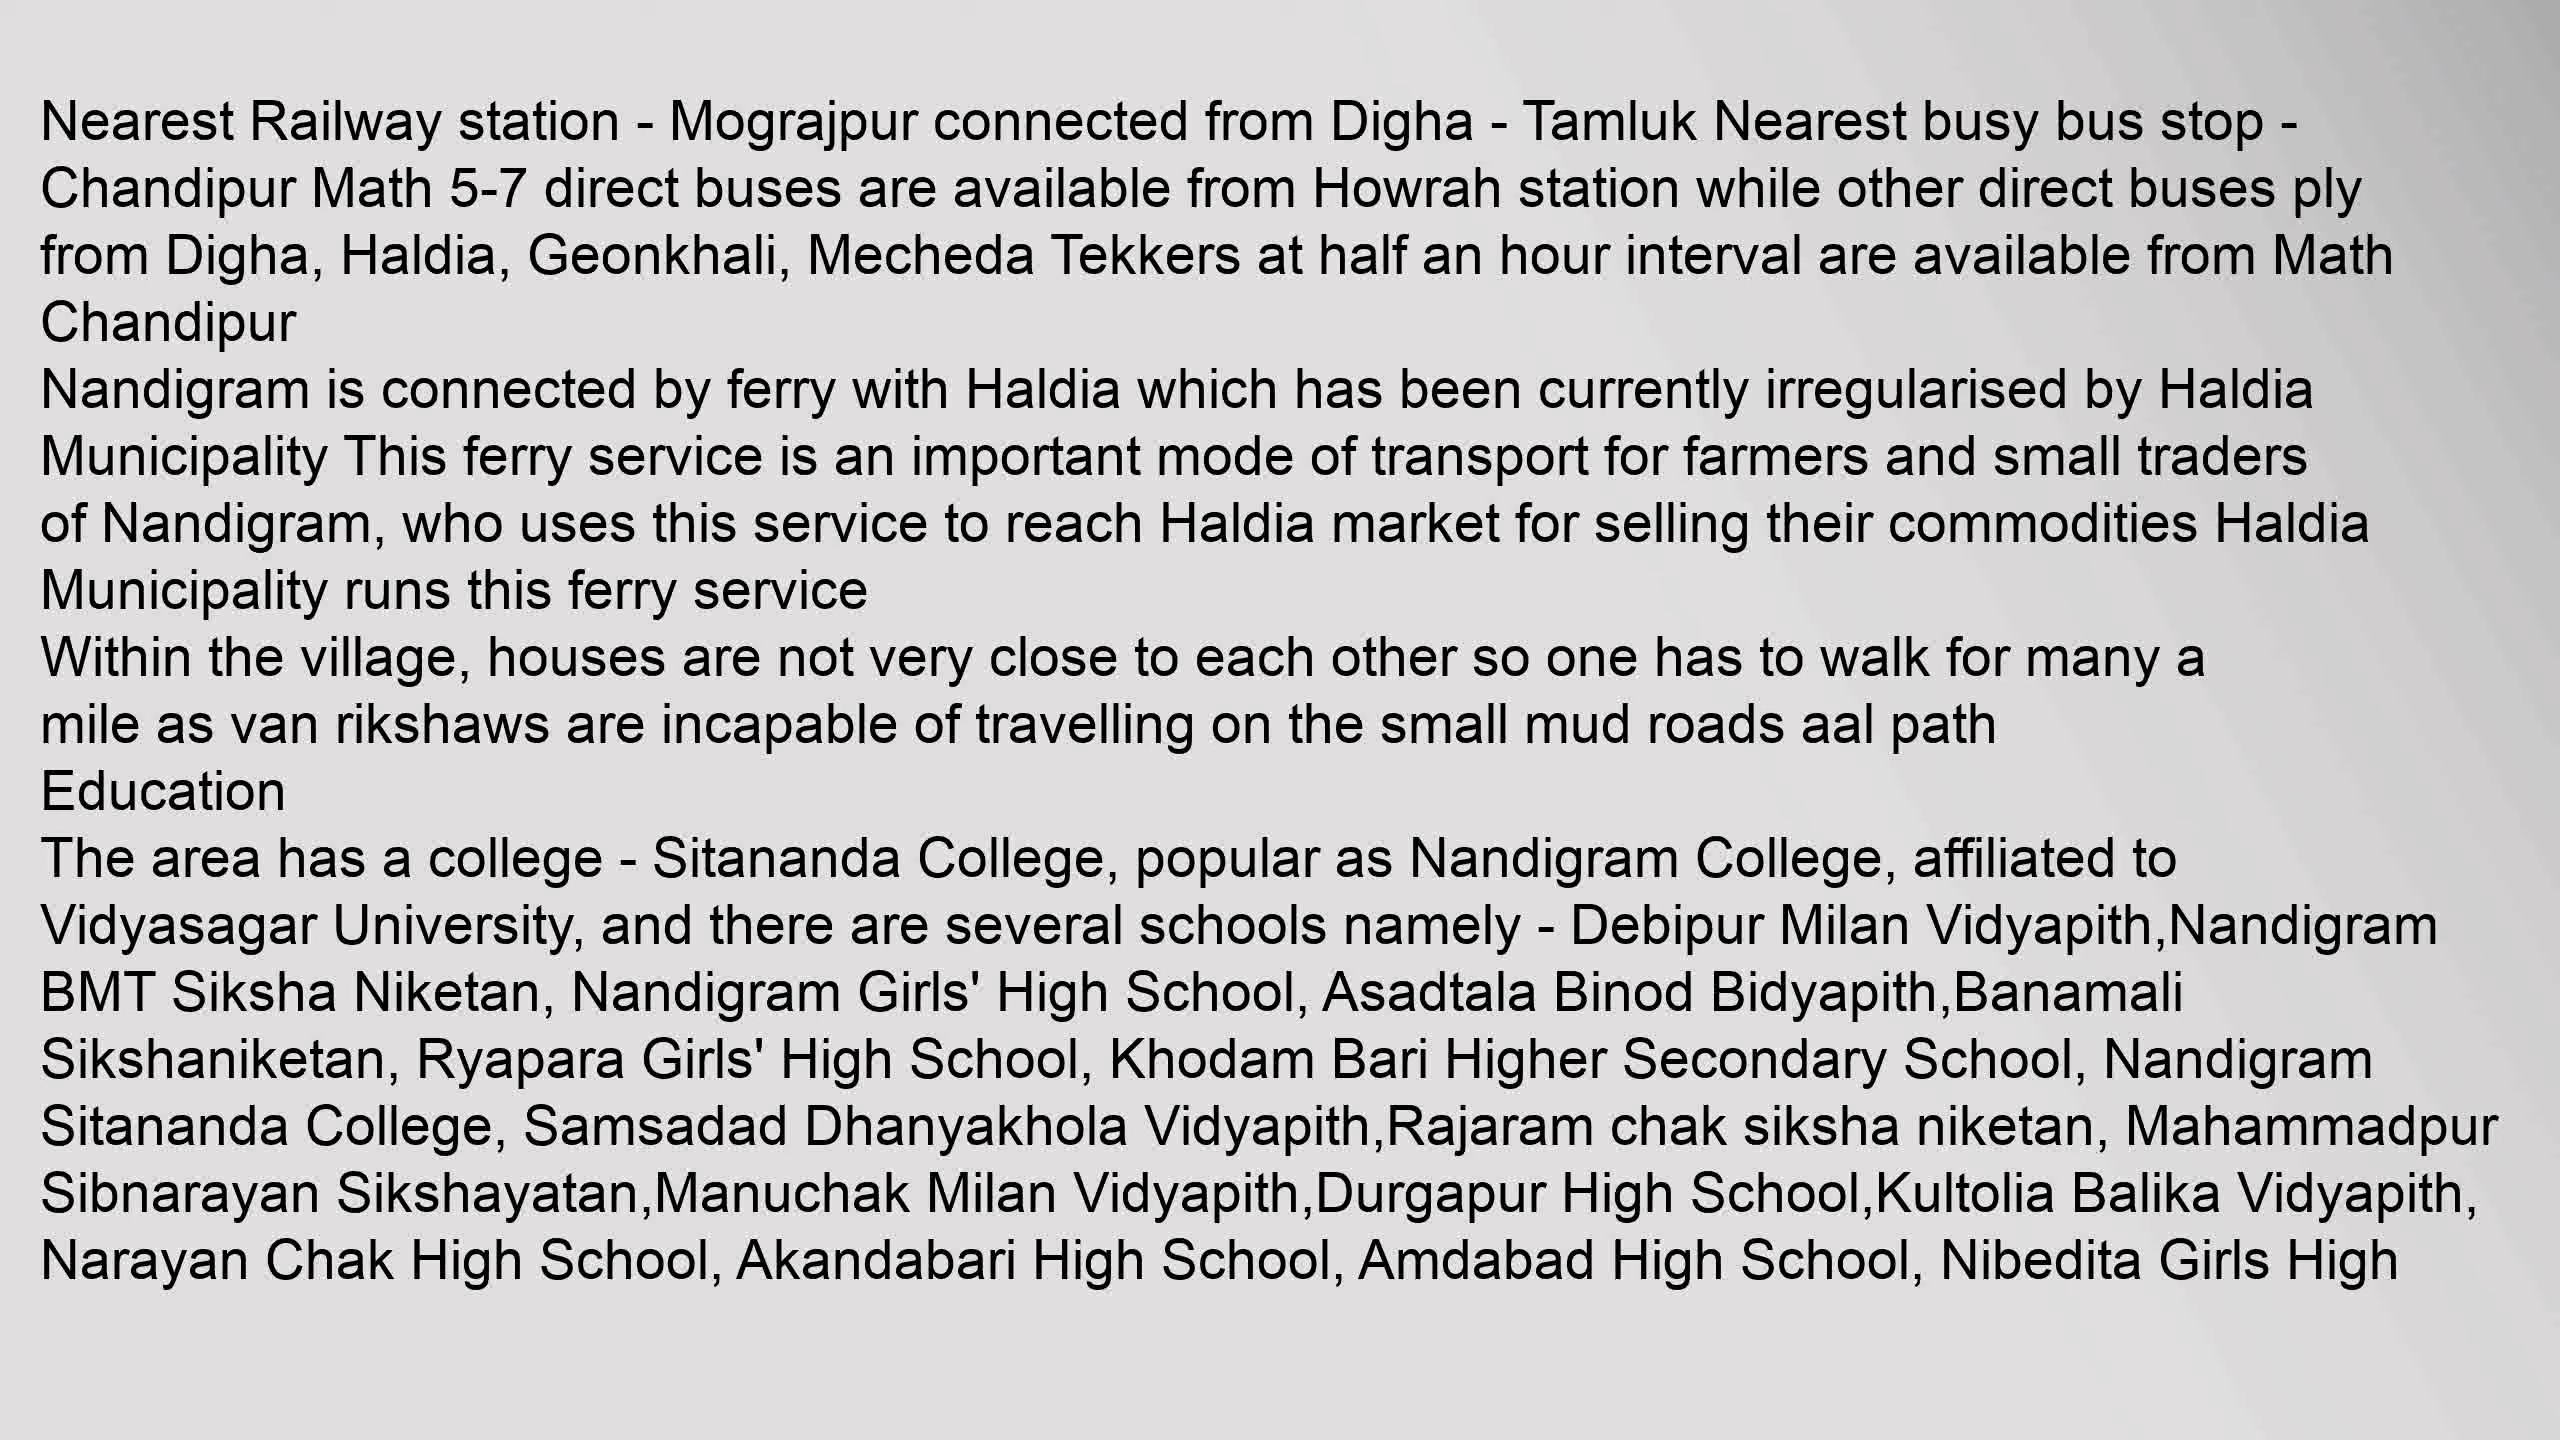 Nearest Railway station - Mograjpur connected from Digha - Tamluk Nearest busy bus stop -
Chandipur Math 5-7 direct buses are available from Howrah station while other direct buses ply
from Digha, Haldia, Geonkhali, Mecheda Tekkers at half an hour interval are available from Math
Chandipur
Nandigram is connected by ferry with Haldia which has been currently irregularised by Haldia
Municipality This ferry service is an important mode of transport for farmers and small traders
of Nandigram, who uses this service to reach Haldia market for selling their commodities Haldia
Municipality runs this ferry service
Within the village, houses are not very close to each other so one has to walk for many a
mile as van rikshaws are incapable of travelling on the small mud roads aal path
Education
The area has a college - Sitananda College, popular as Nandigram College, affiliated to
Vidyasagar University, and there are several schools namely - Debipur Milan Vidyapith,Nandigram
BMT Siksha Niketan, Nandigram Girls' High School, Asadtala Binod Bidyapith,Banamali
Sikshaniketan, Ryapara Girls' High School, Khodam Bari Higher Secondary School, Nandigram
Sitananda College, Samsadad Dhanyakhola Vidyapith,Rajaram chak siksha niketan, Mahammadpur
Sibnarayan Sikshayatan,Manuchak Milan Vidyapith,Durgapur High School,Kultolia Balika Vidyapith,
Narayan Chak High School, Akandabari High School, Amdabad High School, Nibedita Girls High